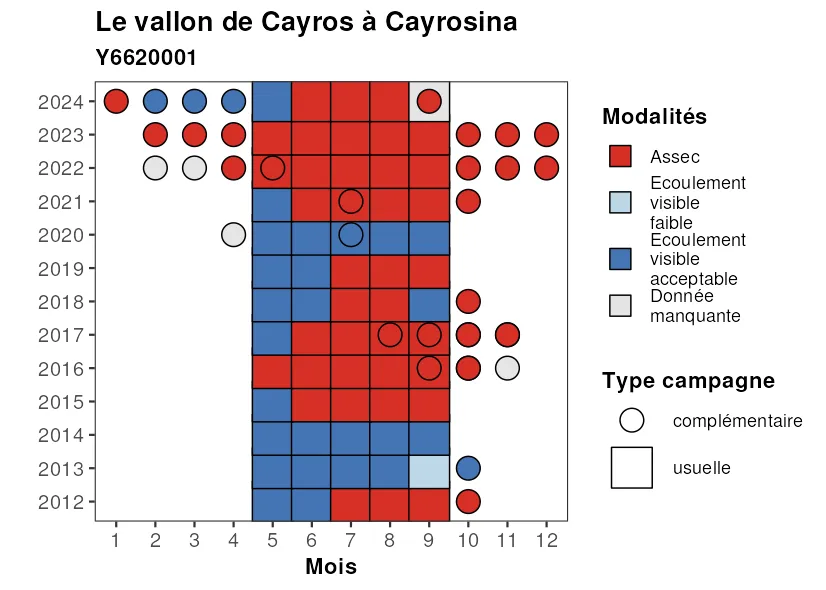 Le vallon de Cayros à Cayrosina
Y6620001
2024
2023
2022
2021
2020
2019
2018
2017
2016
2015
2014
2013
2012
1 2 3 4 5 6 7 8 9 10 11 12
Mois
Modalités
Assec
Ecoulement
visible
faible
Ecoulement
visible
acceptable
Donnée
manquante
Type campagne
complémentaire
usuelle